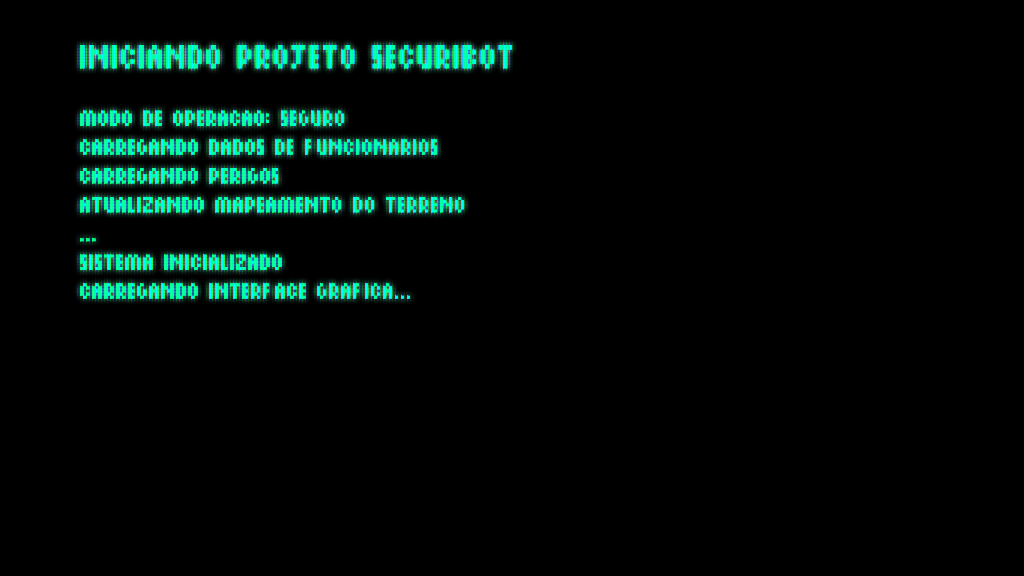 INICIANDO PROJETO SECURIBOT
MODO DE OPERACAO: SEGURO
CARREGANDO DADOS DE FUNCIONARIOS
CARREGANDO PERIGOS
ATUALIZANDO MAPEAMENTO DO TERRENO
...
SISTEMA INICIALIZADO
CARREGANDO INTERFACE GRAFICA...